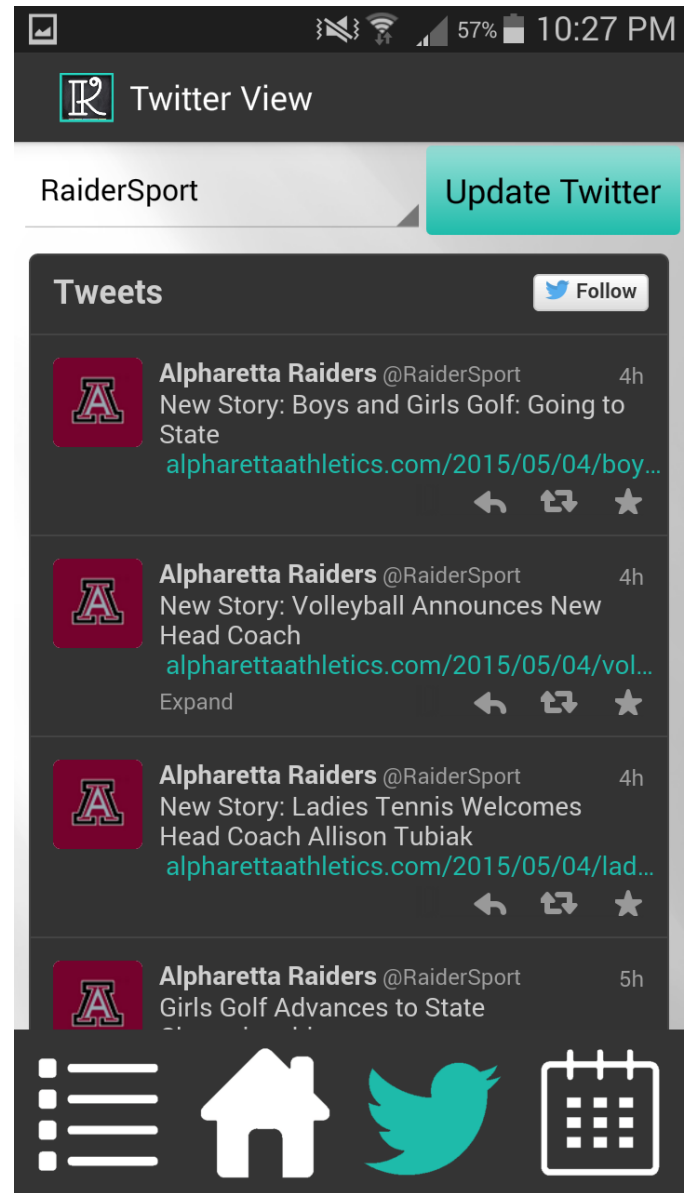 57% 10:27 PM
R Twitter View
RaiderSport
Update Twitter
Tweets
Follow
A
Alpharetta Raiders @RaiderSport 4h
New Story: Boys and Girls Golf: Going to
State
alpharettaathletics.com/2015/05/04/boy...
A
Alpharetta Raiders @RaiderSport 4h
New Story: Volleyball Announces New
Head Coach
alpharettaathletics.com/2015/05/04/vol...
Expand
A
Alpharetta Raiders @RaiderSport 4h
New Story: Ladies Tennis Welcomes
Head Coach Allison Tubiak
alpharettaathletics.com/2015/05/04/lad...
A
Alpharetta Raiders @RaiderSport 5h
Girls Golf Advances to State